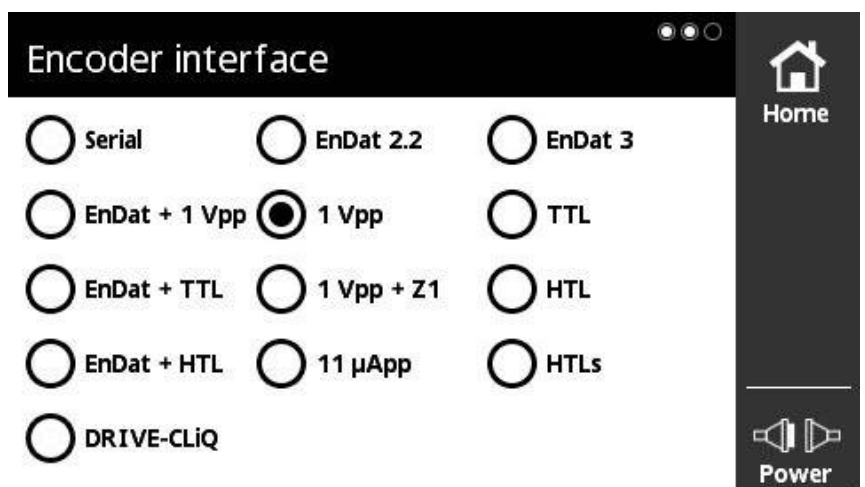 Encoder interface
Home
Serial
EnDat 2.2
EnDat 3
EnDat + 1 Vpp
1 Vpp
TTL
EnDat + TTL
1 Vpp + Z1
HTL
EnDat + HTL
11 µApp
HTLs
DRIVE-CLiQ
Power